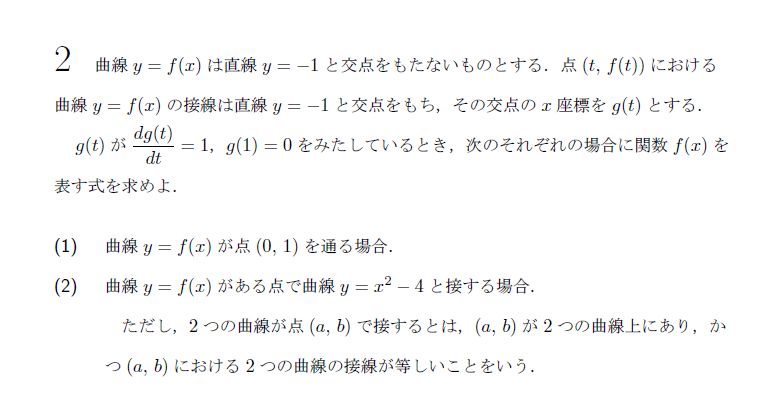 2 曲線 y = f(x) は直線 y = −1 と交点をもたないものとする．点 (t, f(t)) における
曲線 y = f(x) の接線は直線 y = −1 と交点をもち，その交点の x 座標を g(t) とする．
g(t) が dg(t)/dt = 1, g(1) = 0 をみたしているとき，次のそれぞれの場合に関数 f(x) を
表す式を求めよ．
(1) 曲線 y = f(x) が点 (0, 1) を通る場合．
(2) 曲線 y = f(x) がある点で曲線 y = x² − 4 と接する場合．
ただし，2 つの曲線が点 (a, b) で接するとは，(a, b) が 2 つの曲線上にあり，か
つ (a, b) における 2 つの曲線の接線が等しいことをいう．